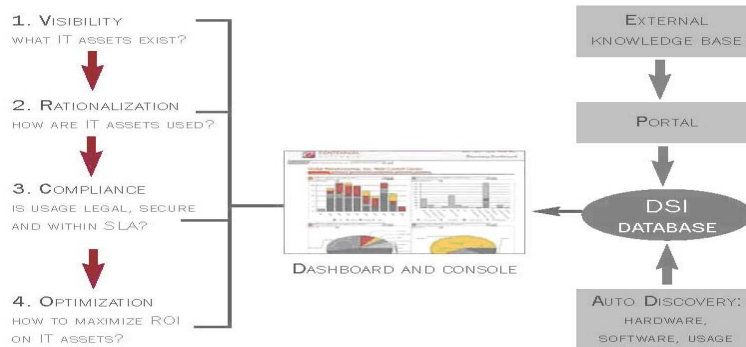 1. VISIBILITY
WHAT IT ASSETS EXIST?
2. RATIONALIZATION
HOW ARE IT ASSETS USED?
3. COMPLIANCE
IS USAGE LEGAL, SECURE
AND WITHIN SLA?
4. OPTIMIZATION
HOW TO MAXIMIZE ROI
ON IT ASSETS?
DASHBOARD AND CONSOLE
EXTERNAL
KNOWLEDGE BASE
PORTAL
DSI
DATABASE
AUTO DISCOVERY:
HARDWARE,
SOFTWARE, USAGE